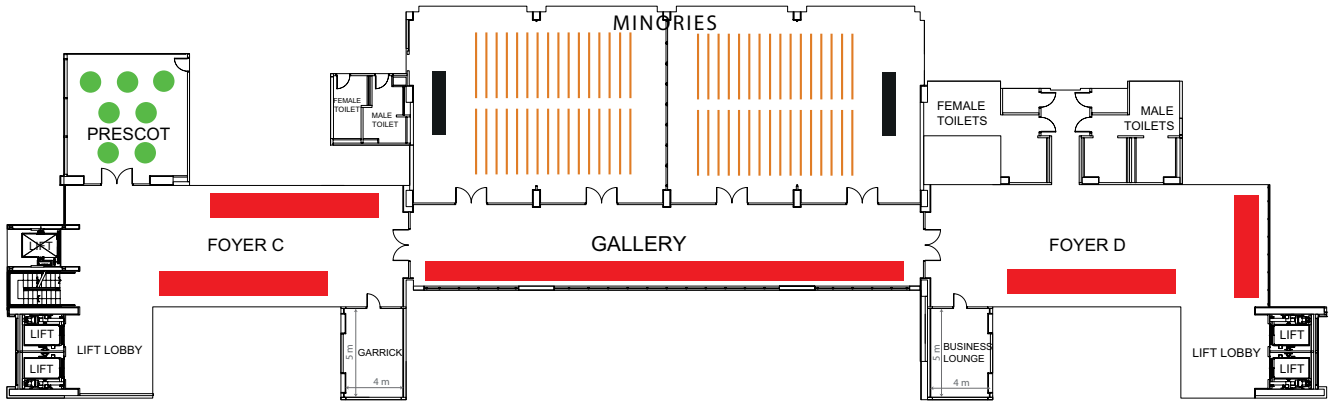 MINORIES
PRESCOT
FEMALE
TOILET
MALE
TOILET
FEMALE
TOILETS
MALE
TOILETS
LIFT
FOYER C
GALLERY
FOYER D
LIFT
LIFT
LIFT LOBBY
5 m
GARRICK
4 m
5 m
BUSINESS
LOUNGE
4 m
LIFT LOBBY
LIFT
LIFT